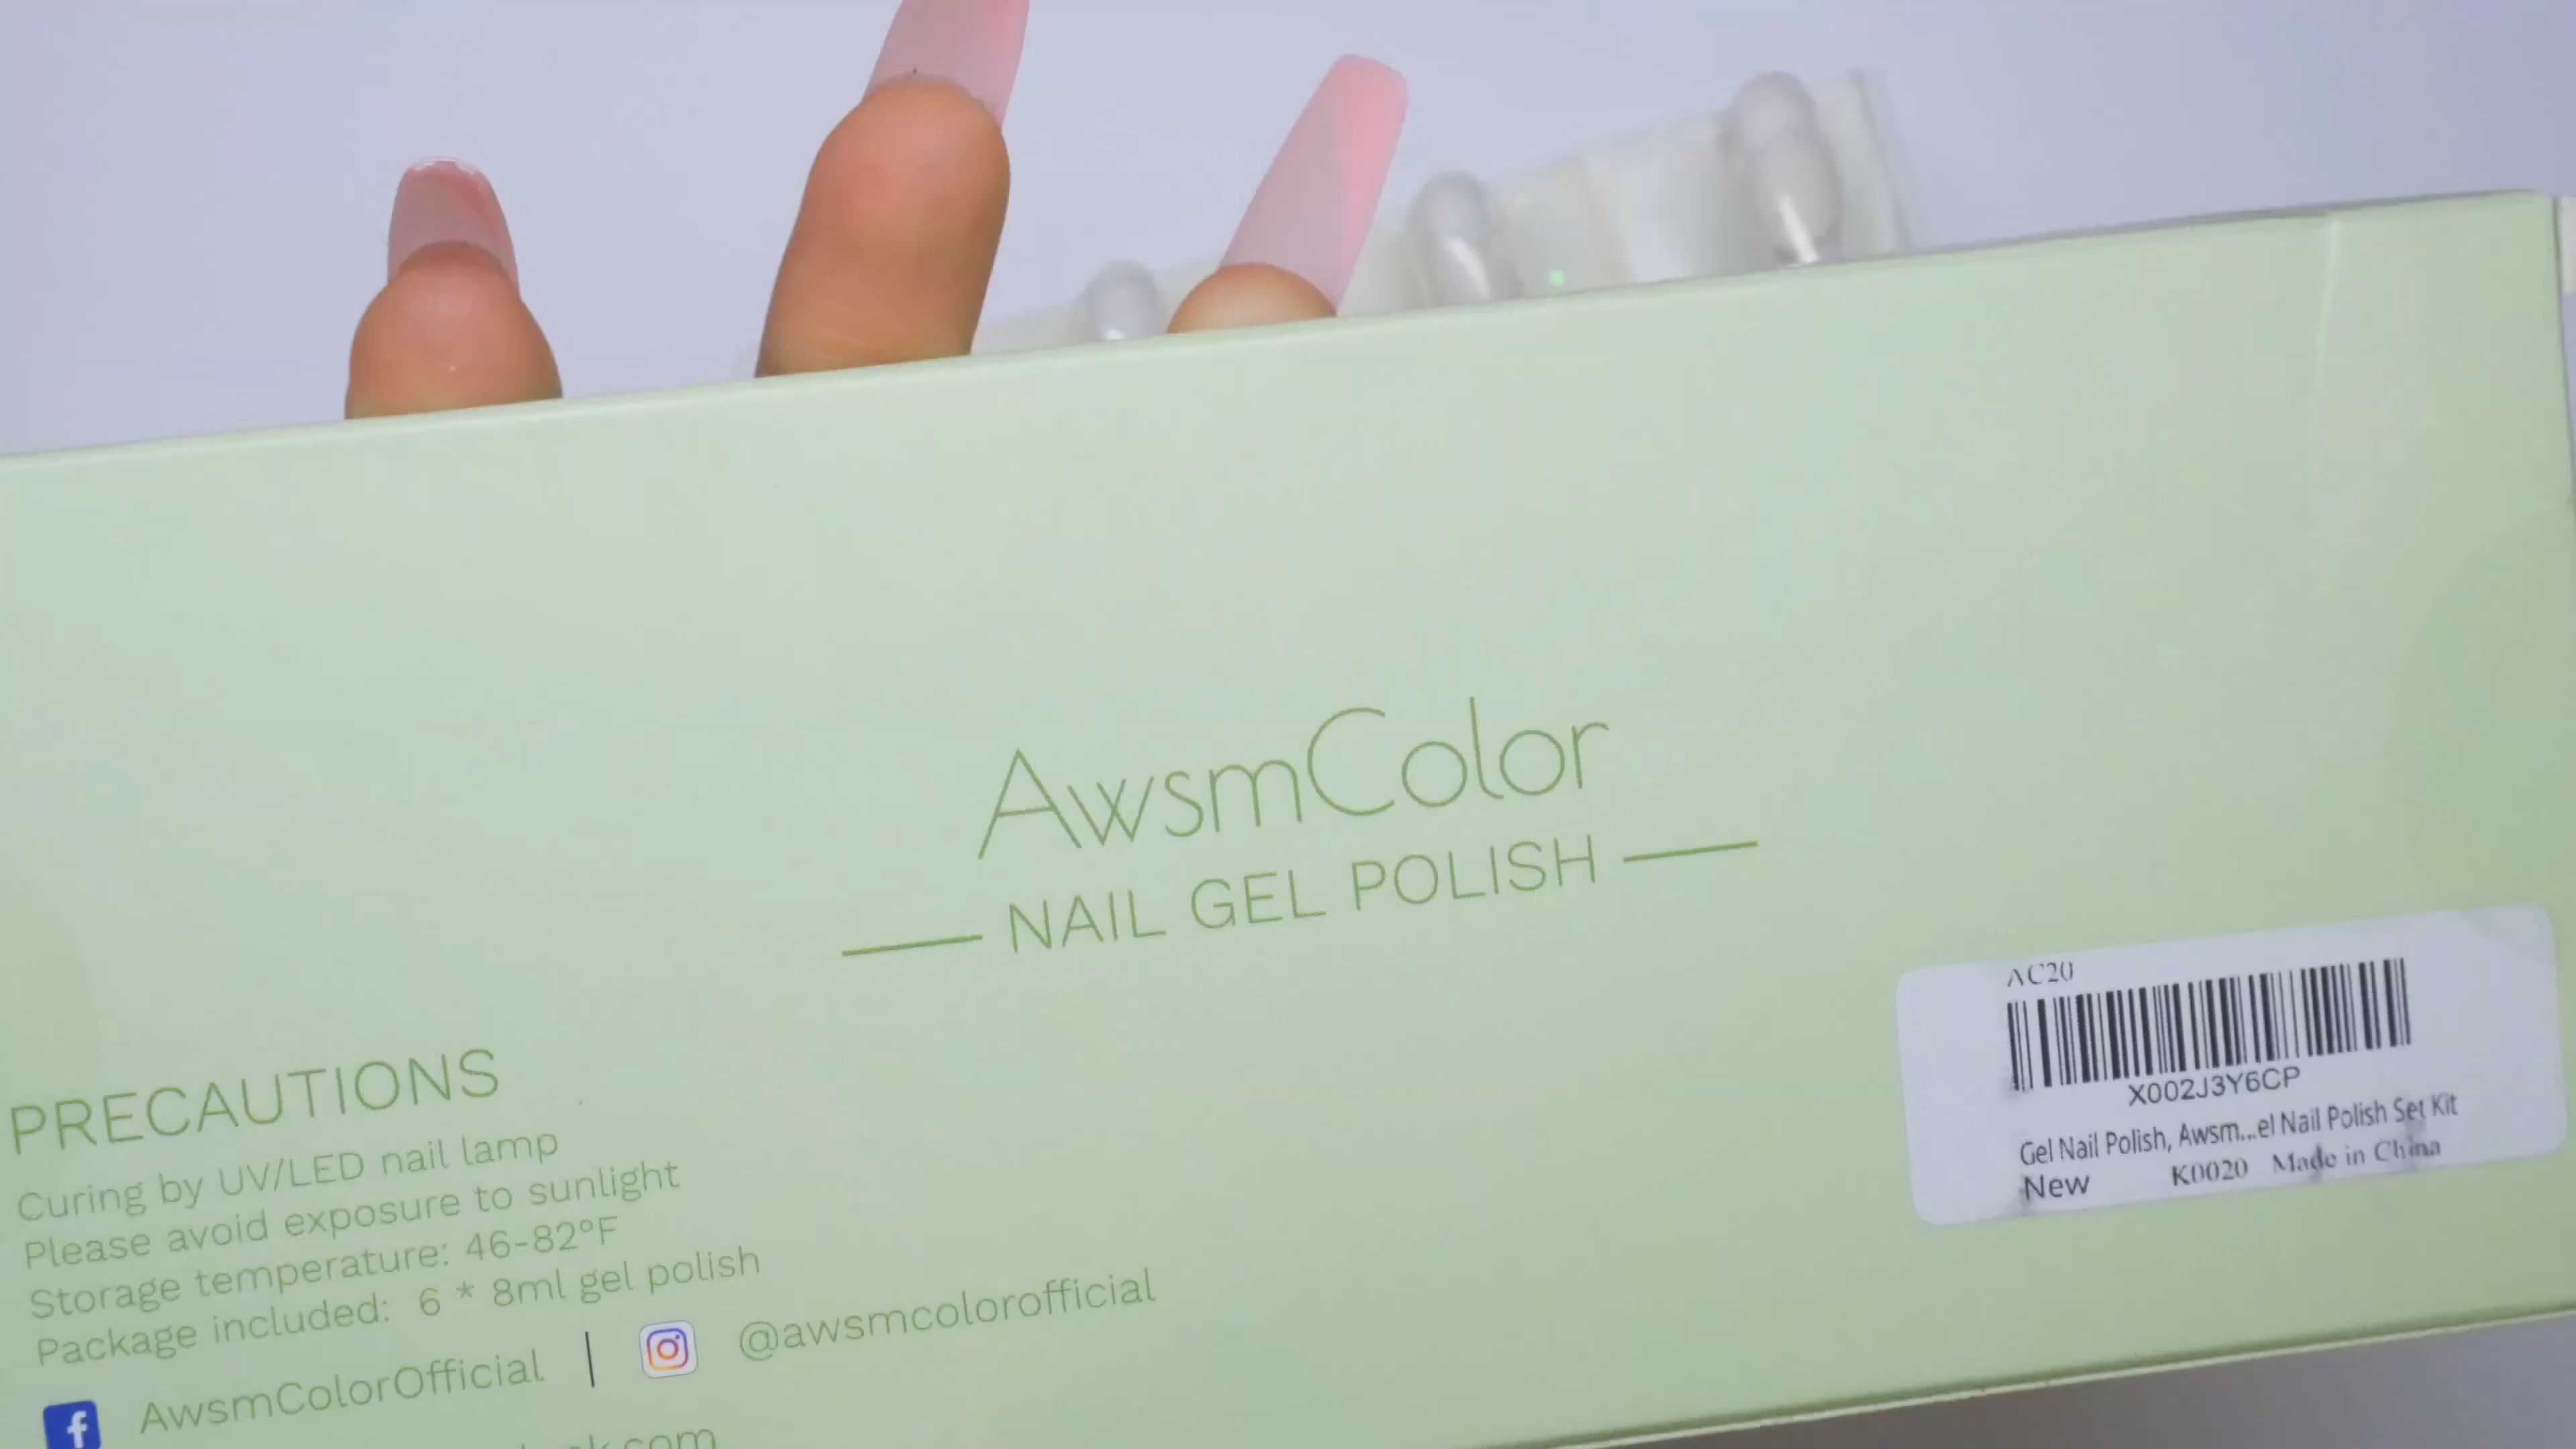 AwsmColor
NAIL GEL POLISH
PRECAUTIONS
Curing by UV/LED nail lamp
Please avoid exposure to sunlight
Storage temperature: 46-82°F
Package included: 6 * 8ml gel polish
AwsmColorOfficial | @awsmcolorofficial
AC20
X002J3Y6CP
Gel Nail Polish, Awsm...el Nail Polish Set Kit
New K0020 Made in China